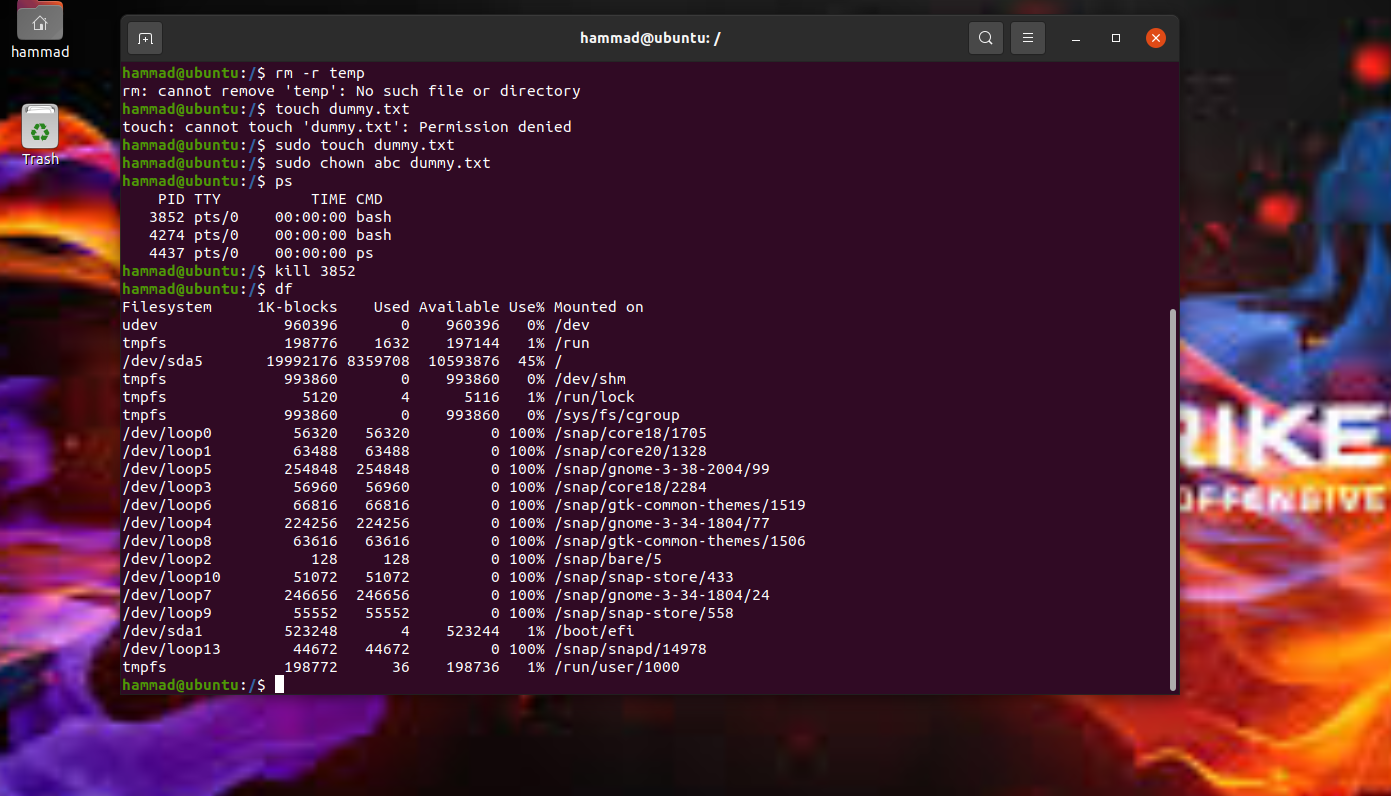 hammad
Trash
hammad@ubuntu: /
hammad@ubuntu:/$ rm -r temp
rm: cannot remove 'temp': No such file or directory
hammad@ubuntu:/$ touch dummy.txt
touch: cannot touch 'dummy.txt': Permission denied
hammad@ubuntu:/$ sudo touch dummy.txt
hammad@ubuntu:/$ sudo chown abc dummy.txt
hammad@ubuntu:/$ ps
    PID TTY          TIME CMD
   3852 pts/0    00:00:00 bash
   4274 pts/0    00:00:00 bash
   4437 pts/0    00:00:00 ps
hammad@ubuntu:/$ kill 3852
hammad@ubuntu:/$ df
Filesystem     1K-blocks    Used Available Use% Mounted on
udev              960396       0    960396   0% /dev
tmpfs             198776    1632    197144   1% /run
/dev/sda5       19992176 8359708  10593876  45% /
tmpfs             993860       0    993860   0% /dev/shm
tmpfs               5120       4      5116   1% /run/lock
tmpfs             993860       0    993860   0% /sys/fs/cgroup
/dev/loop0         56320   56320         0 100% /snap/core18/1705
/dev/loop1         63488   63488         0 100% /snap/core20/1328
/dev/loop5        254848  254848         0 100% /snap/gnome-3-38-2004/99
/dev/loop3         56960   56960         0 100% /snap/core18/2284
/dev/loop6         66816   66816         0 100% /snap/gtk-common-themes/1519
/dev/loop4        224256  224256         0 100% /snap/gnome-3-34-1804/77
/dev/loop8         63616   63616         0 100% /snap/gtk-common-themes/1506
/dev/loop2           128     128         0 100% /snap/bare/5
/dev/loop10        51072   51072         0 100% /snap/snap-store/433
/dev/loop7        246656  246656         0 100% /snap/gnome-3-34-1804/24
/dev/loop9         55552   55552         0 100% /snap/snap-store/558
/dev/sda1         523248       4    523244   1% /boot/efi
/dev/loop13        44672   44672         0 100% /snap/snapd/14978
tmpfs             198772      36    198736   1% /run/user/1000
hammad@ubuntu:/$
RIKE
OFFENSIVE